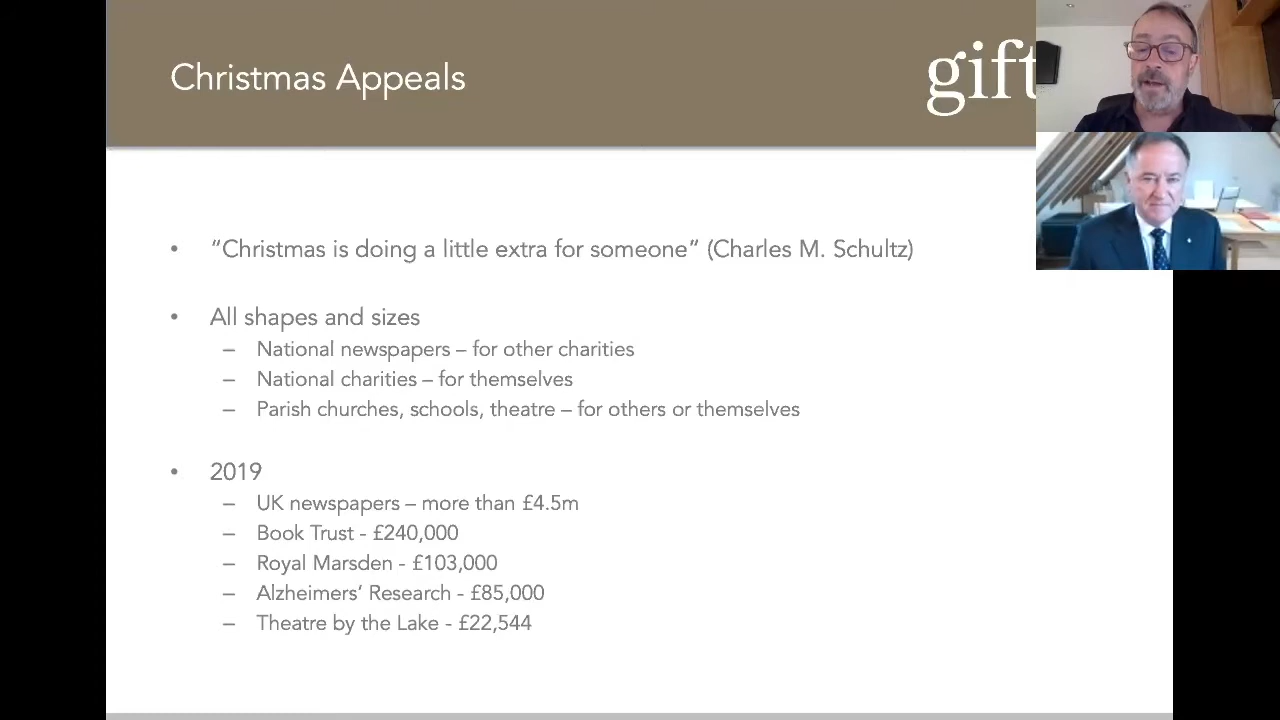 Christmas Appeals
gift
• “Christmas is doing a little extra for someone” (Charles M. Schultz)
• All shapes and sizes
– National newspapers – for other charities
– National charities – for themselves
– Parish churches, schools, theatre – for others or themselves
• 2019
– UK newspapers – more than £4.5m
– Book Trust - £240,000
– Royal Marsden - £103,000
– Alzheimers’ Research - £85,000
– Theatre by the Lake - £22,544